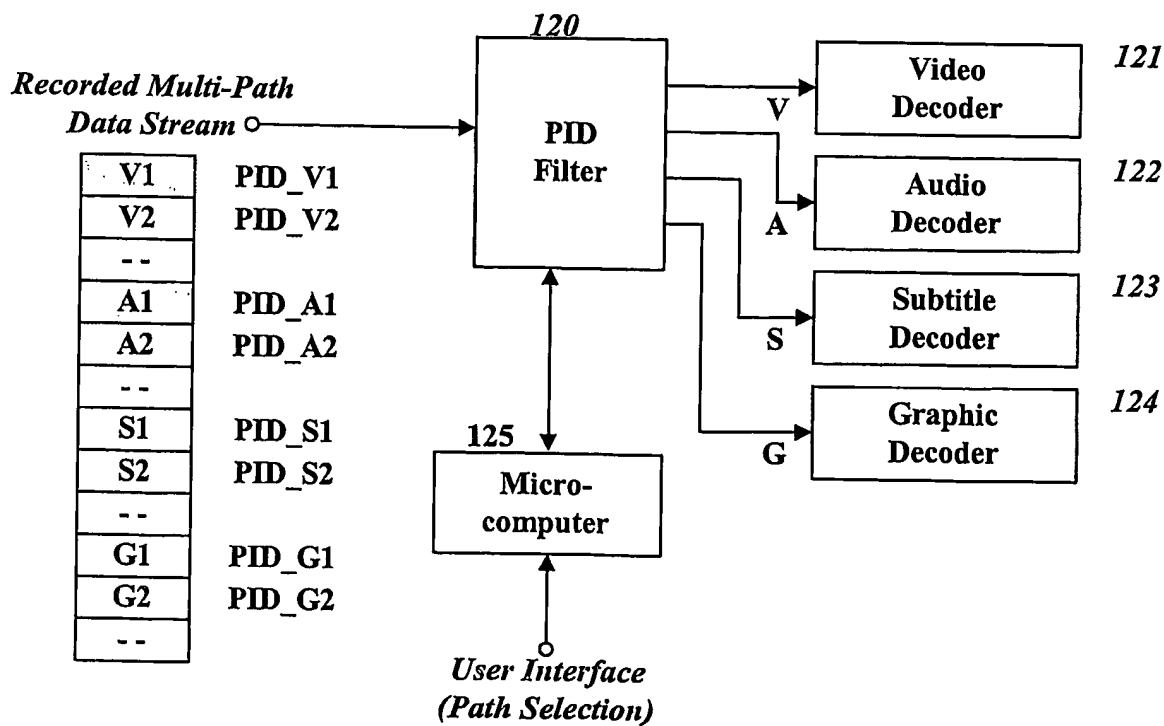 120
121
Video
Decoder
V
Recorded Multi-Path
Data Stream
PID
Filter
122
Audio
Decoder
A
V1 PID_V1
V2 PID_V2
- -
A1 PID_A1
A2 PID_A2
- -
S1 PID_S1
S2 PID_S2
- -
G1 PID_G1
G2 PID_G2
- -
123
Subtitle
Decoder
S
124
Graphic
Decoder
G
125
Micro-
computer
User Interface
(Path Selection)